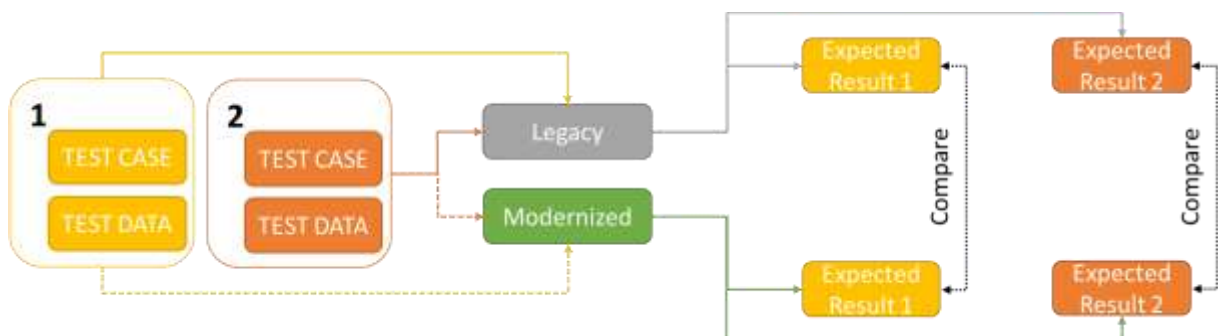 1
TEST CASE
TEST DATA
2
TEST CASE
TEST DATA
Legacy
Modernized
Expected
Result 1
Expected
Result 2
Compare
Compare
Expected
Result 1
Expected
Result 2